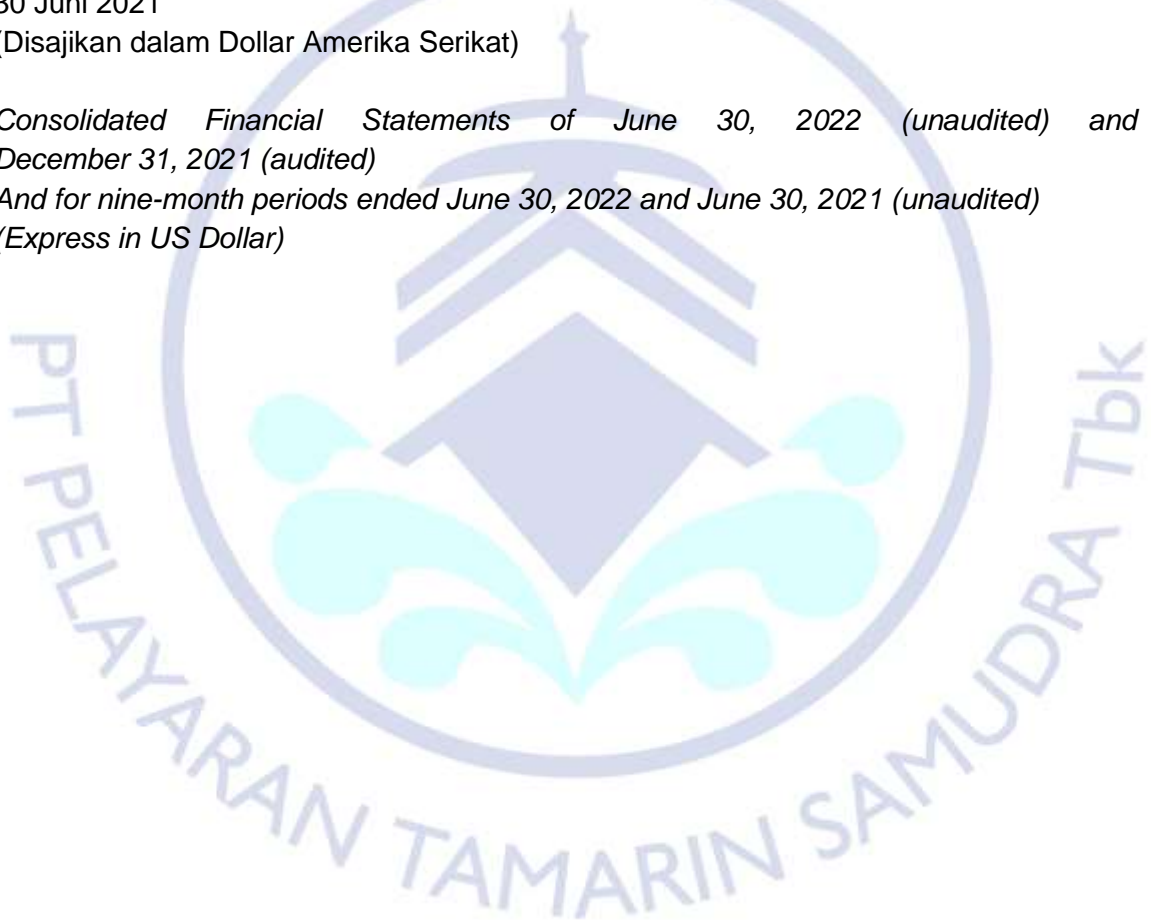 30 Juni 2021
(Disajikan dalam Dollar Amerika Serikat)
Consolidated Financial Statements of June 30, 2022 (unaudited) and
December 31, 2021 (audited)
And for nine-month periods ended June 30, 2022 and June 30, 2021 (unaudited)
(Express in US Dollar)
PT PELAYARAN TAMARIN SAMUDRA Tbk